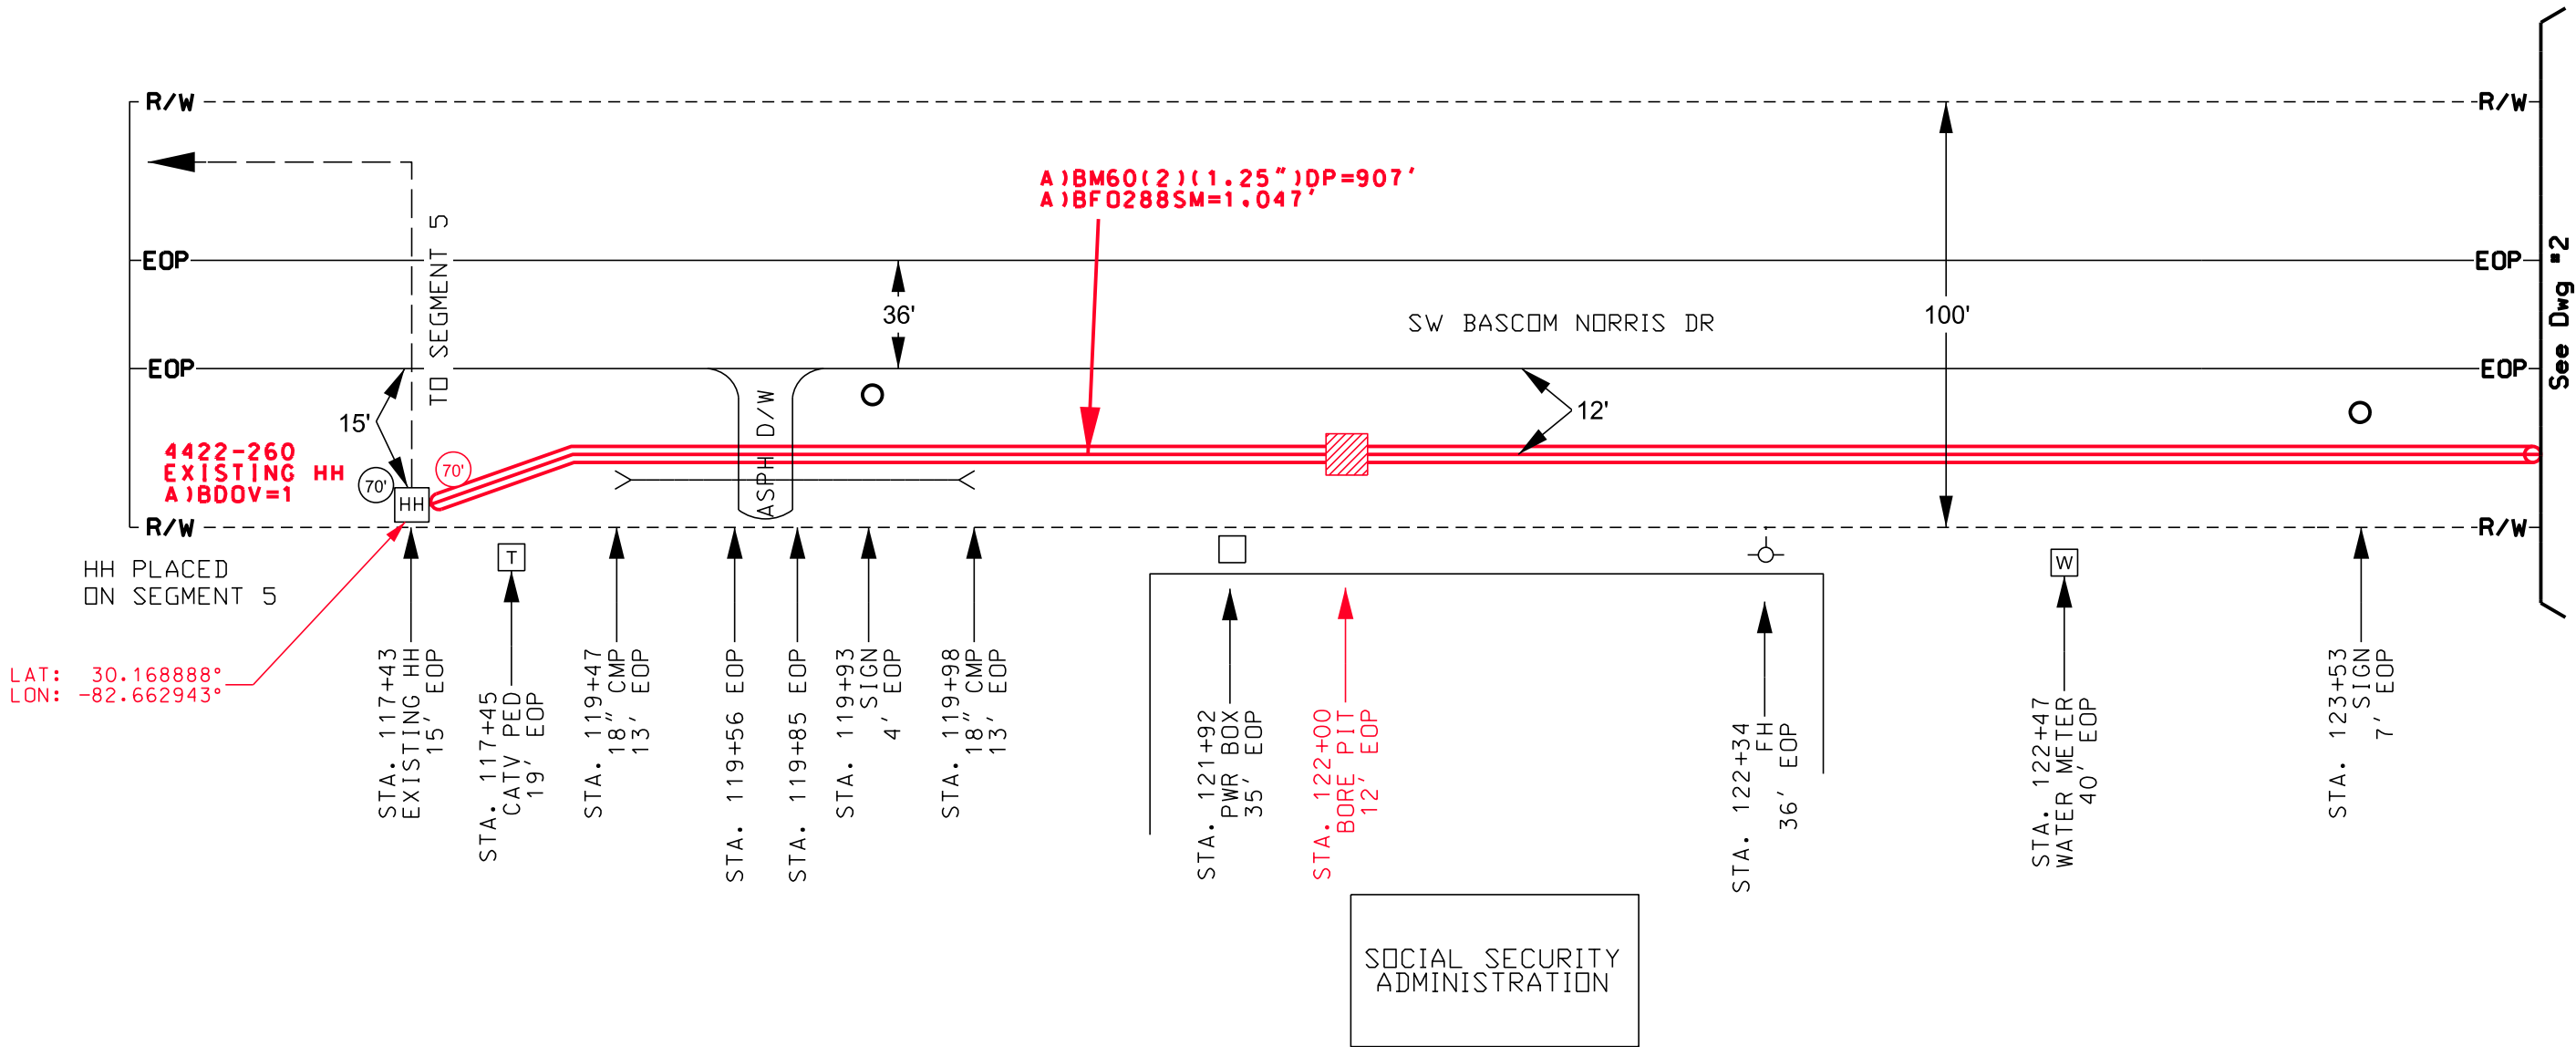 R/W
R/W
A)BM60(2)(1.25")DP=907'
A)BFO288SM=1,047'
TO SEGMENT 5
EOP
EOP
36'
SW BASCOM NORRIS DR
100'
See Dwg #2
EOP
EOP
15'
12'
ASPH D/W
4422-260
EXISTING HH
A)BDOV=1
70'
70'
HH
R/W
R/W
HH PLACED
ON SEGMENT 5
T
W
LAT: 30.168888°
LON: -82.662943°
STA. 117+43
EXISTING HH
15' EOP
STA. 117+45
CATV PED
19' EOP
STA. 119+47
18" CMP
13' EOP
STA. 119+56 EOP
STA. 119+85 EOP
STA. 119+93
SIGN
4' EOP
STA. 119+98
18" CMP
13' EOP
STA. 121+92
PWR BOX
35' EOP
STA. 122+00
BORE PIT
12' EOP
STA. 122+34
FH
36' EOP
STA. 122+47
WATER METER
40' EOP
STA. 123+53
SIGN
7' EOP
SOCIAL SECURITY
ADMINISTRATION